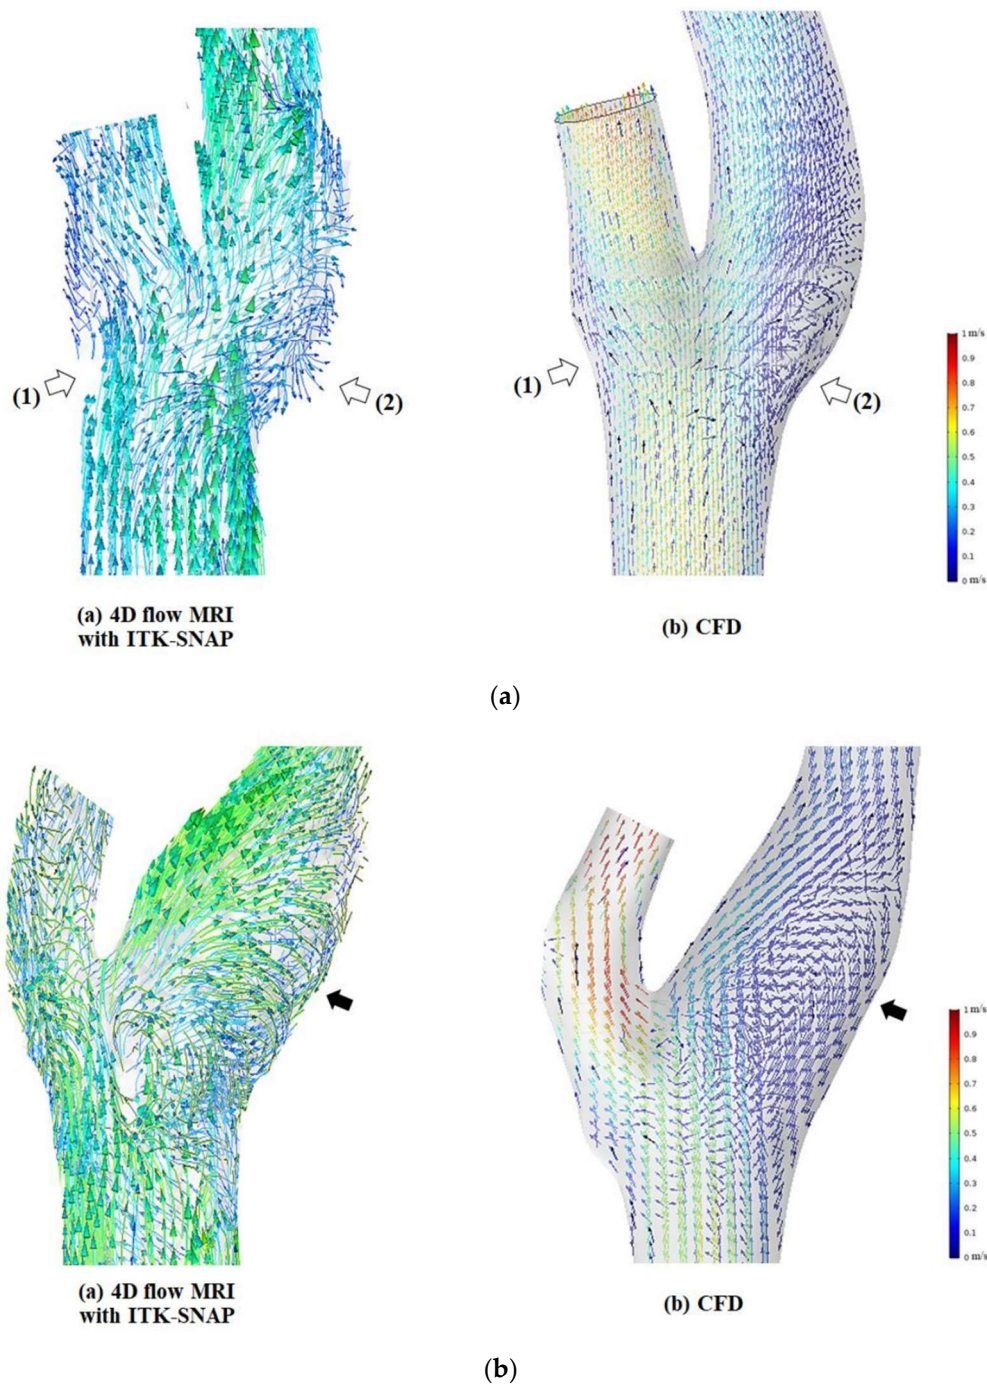 (1)
(2)
(1)
(2)
1 m/s
0.9
0.8
0.7
0.6
0.5
0.4
0.3
0.2
0.1
0 m/s
(a) 4D flow MRI
with ITK-SNAP
(b) CFD
(a)
1 m/s
0.9
0.8
0.7
0.6
0.5
0.4
0.3
0.2
0.1
0 m/s
(a) 4D flow MRI
with ITK-SNAP
(b) CFD
(b)